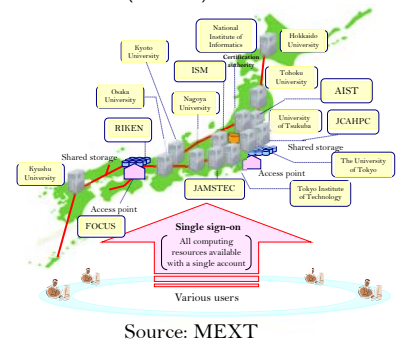 National
Institute of
Informatics
Hokkaido
University
Kyoto
University
Certification
authority
ISM
Tohoku
University
Osaka
University
Nagoya
University
AIST
RIKEN
University
of Tsukuba
JCAHPC
Shared storage
Shared storage
Kyushu
University
The University
of Tokyo
Access point
JAMSTEC
Tokyo Institute
of Technology
Access point
FOCUS
Single sign-on
All computing
resources available
with a single account
Various users
Source: MEXT